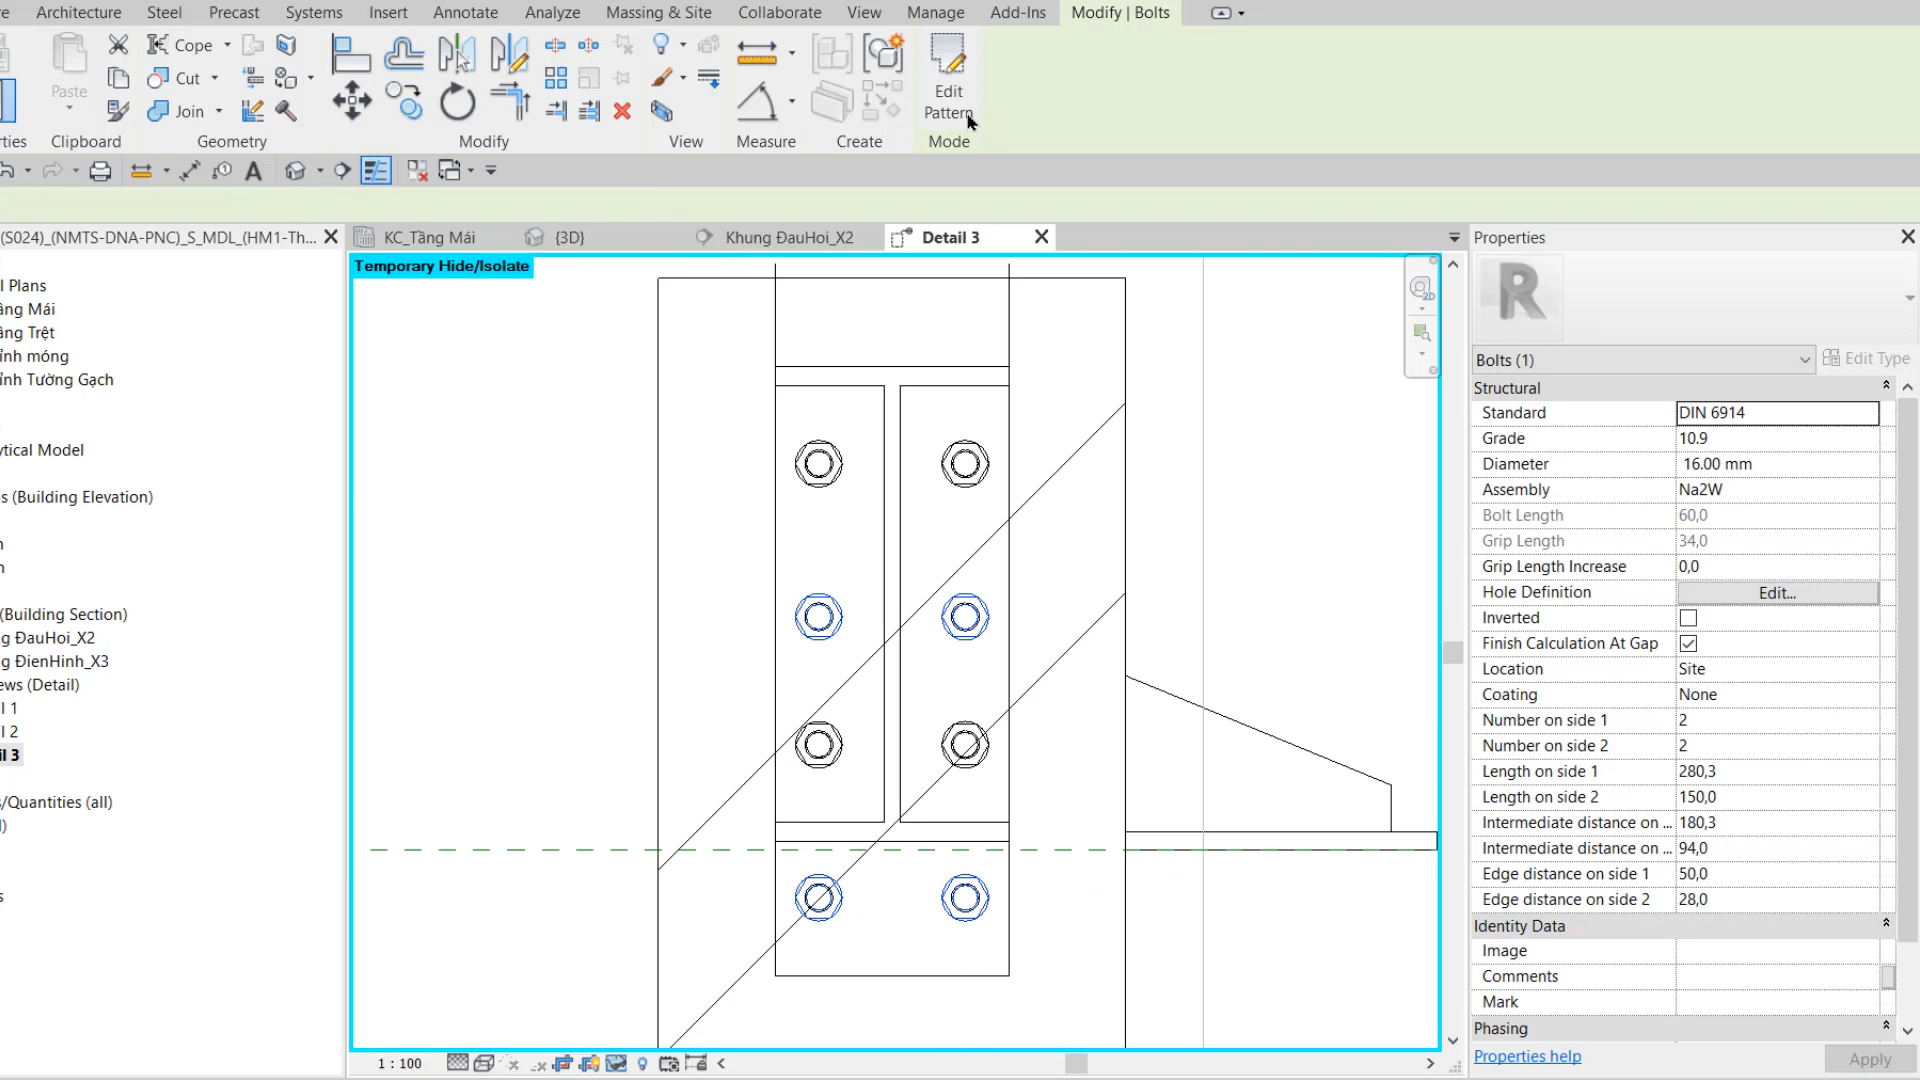 Architecture Steel Precast Systems Insert Annotate Analyze Massing & Site Collaborate View Manage Add-Ins Modify | Bolts
Paste
Cope
Cut
Join
Edit
Pattern
Clipboard Geometry Modify View Measure Create Mode
(S024)_(NMTS-DNA-PNC)_S_MDL_(HM1-Th...
KC_Tầng Mái {3D} Khung ĐauHoi_X2 Detail 3
Properties
Temporary Hide/Isolate
l Plans
ầng Mái
ầng Trệt
ỉnh móng
ỉnh Tường Gạch
ytical Model
s (Building Elevation)
n
n
(Building Section)
g ĐauHoi_X2
g ĐienHinh_X3
ews (Detail)
l 1
l 2
il 3
s/Quantities (all)
l)
s
2D
1 : 100
R
Bolts (1) Edit Type
Structural
Standard DIN 6914
Grade 10.9
Diameter 16.00 mm
Assembly Na2W
Bolt Length 60,0
Grip Length 34,0
Grip Length Increase 0,0
Hole Definition Edit...
Inverted
Finish Calculation At Gap
Location Site
Coating None
Number on side 1 2
Number on side 2 2
Length on side 1 280,3
Length on side 2 150,0
Intermediate distance on ... 180,3
Intermediate distance on ... 94,0
Edge distance on side 1 50,0
Edge distance on side 2 28,0
Identity Data
Image
Comments
Mark
Phasing
Properties help Apply